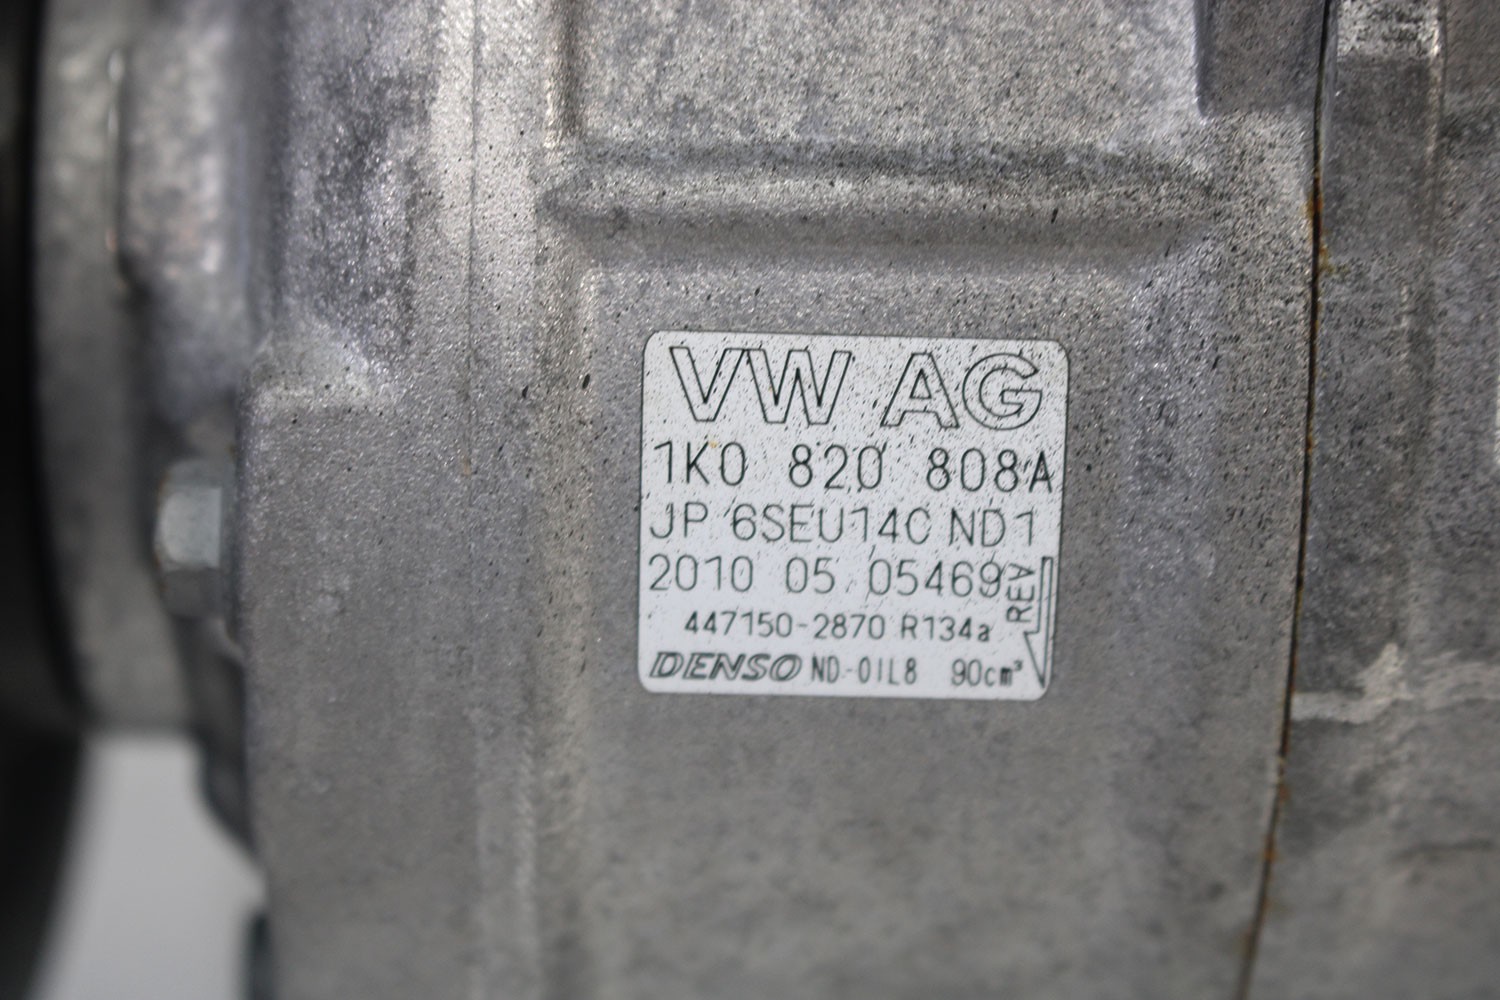 VW AG
1K0 820 808A
JP 6SEU14C ND1
2010 05 05469
REV
447150-2870 R134a
DENSO ND-OIL8 90cm³